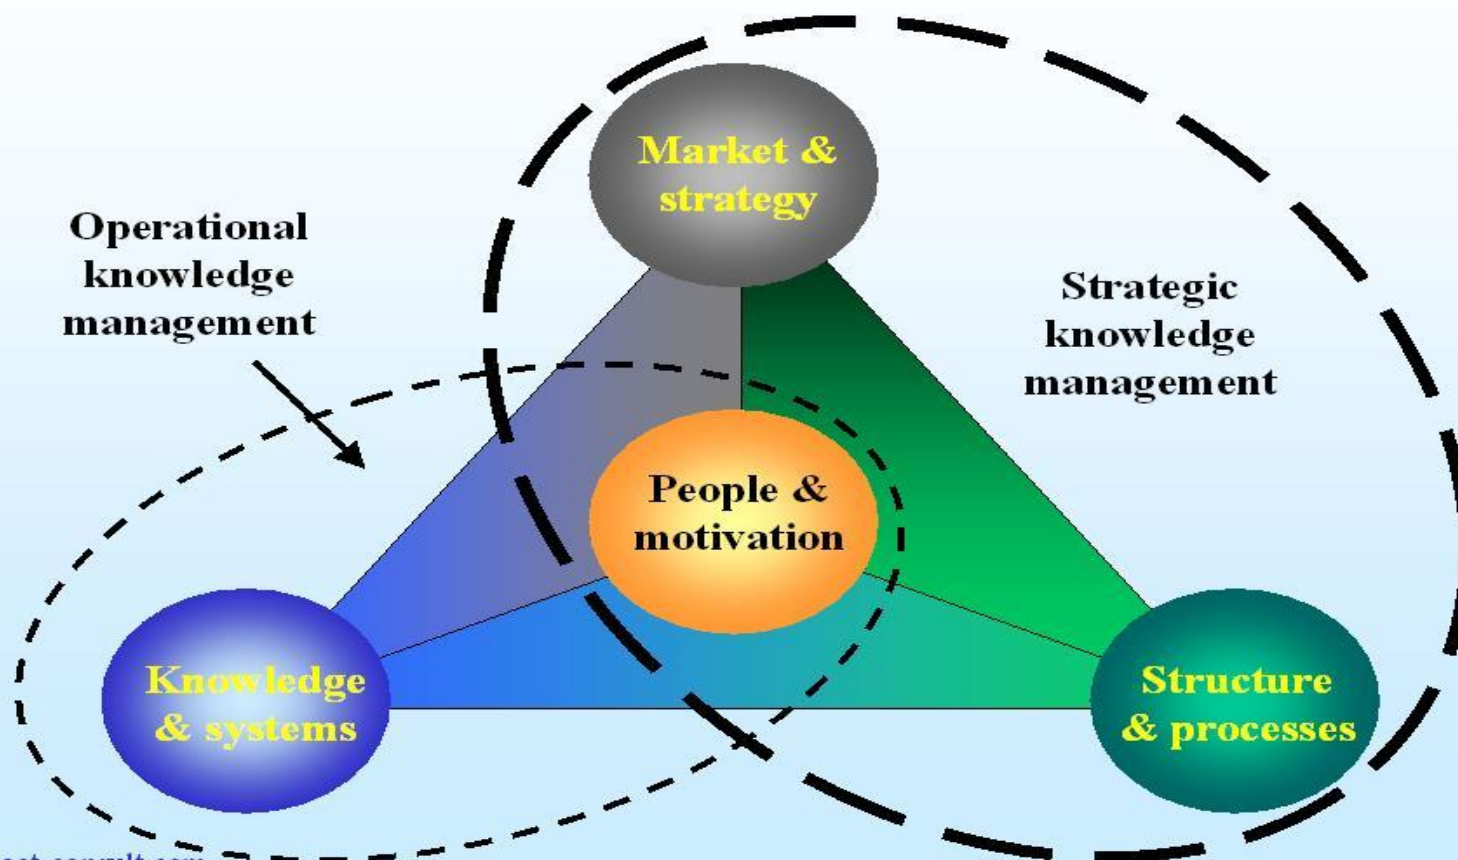 Market &
strategy
Operational
knowledge
management
Strategic
knowledge
management
People &
motivation
Knowledge
& systems
Structure
& processes